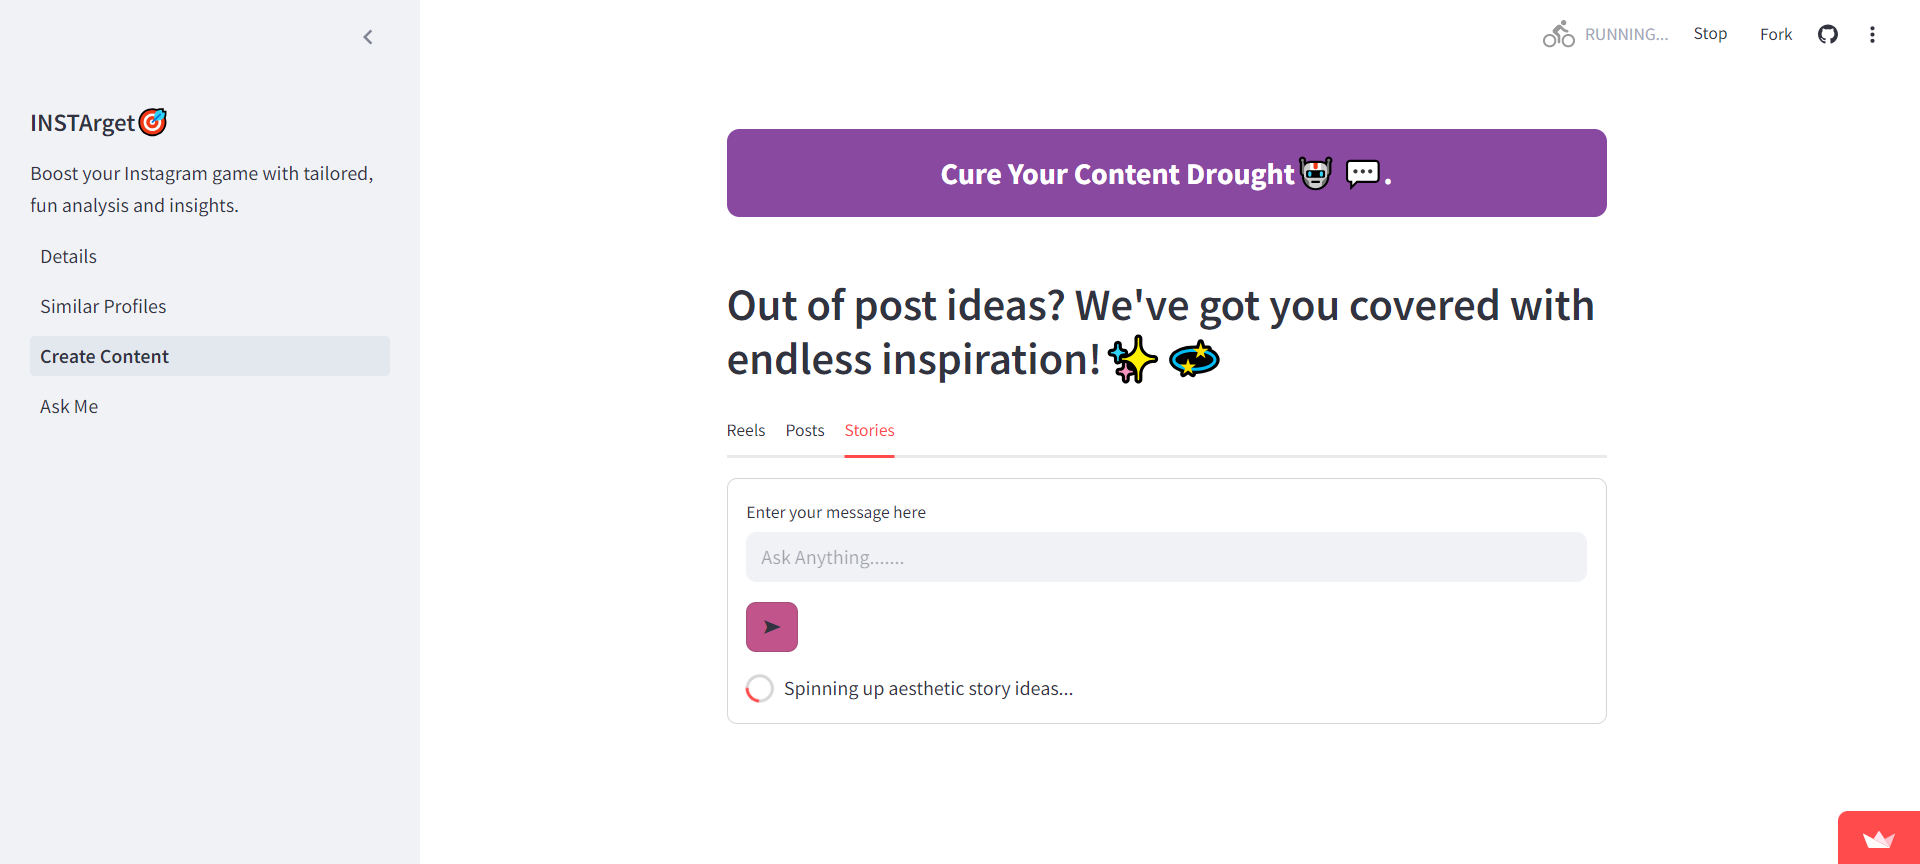 RUNNING...
Stop
Fork
INSTArget🎯
Boost your Instagram game with tailored,
fun analysis and insights.
Details
Similar Profiles
Create Content
Ask Me
Cure Your Content Drought🤖 💬.
Out of post ideas? We've got you covered with
endless inspiration!✨💫
Reels
Posts
Stories
Enter your message here
Ask Anything.......
➤
Spinning up aesthetic story ideas...